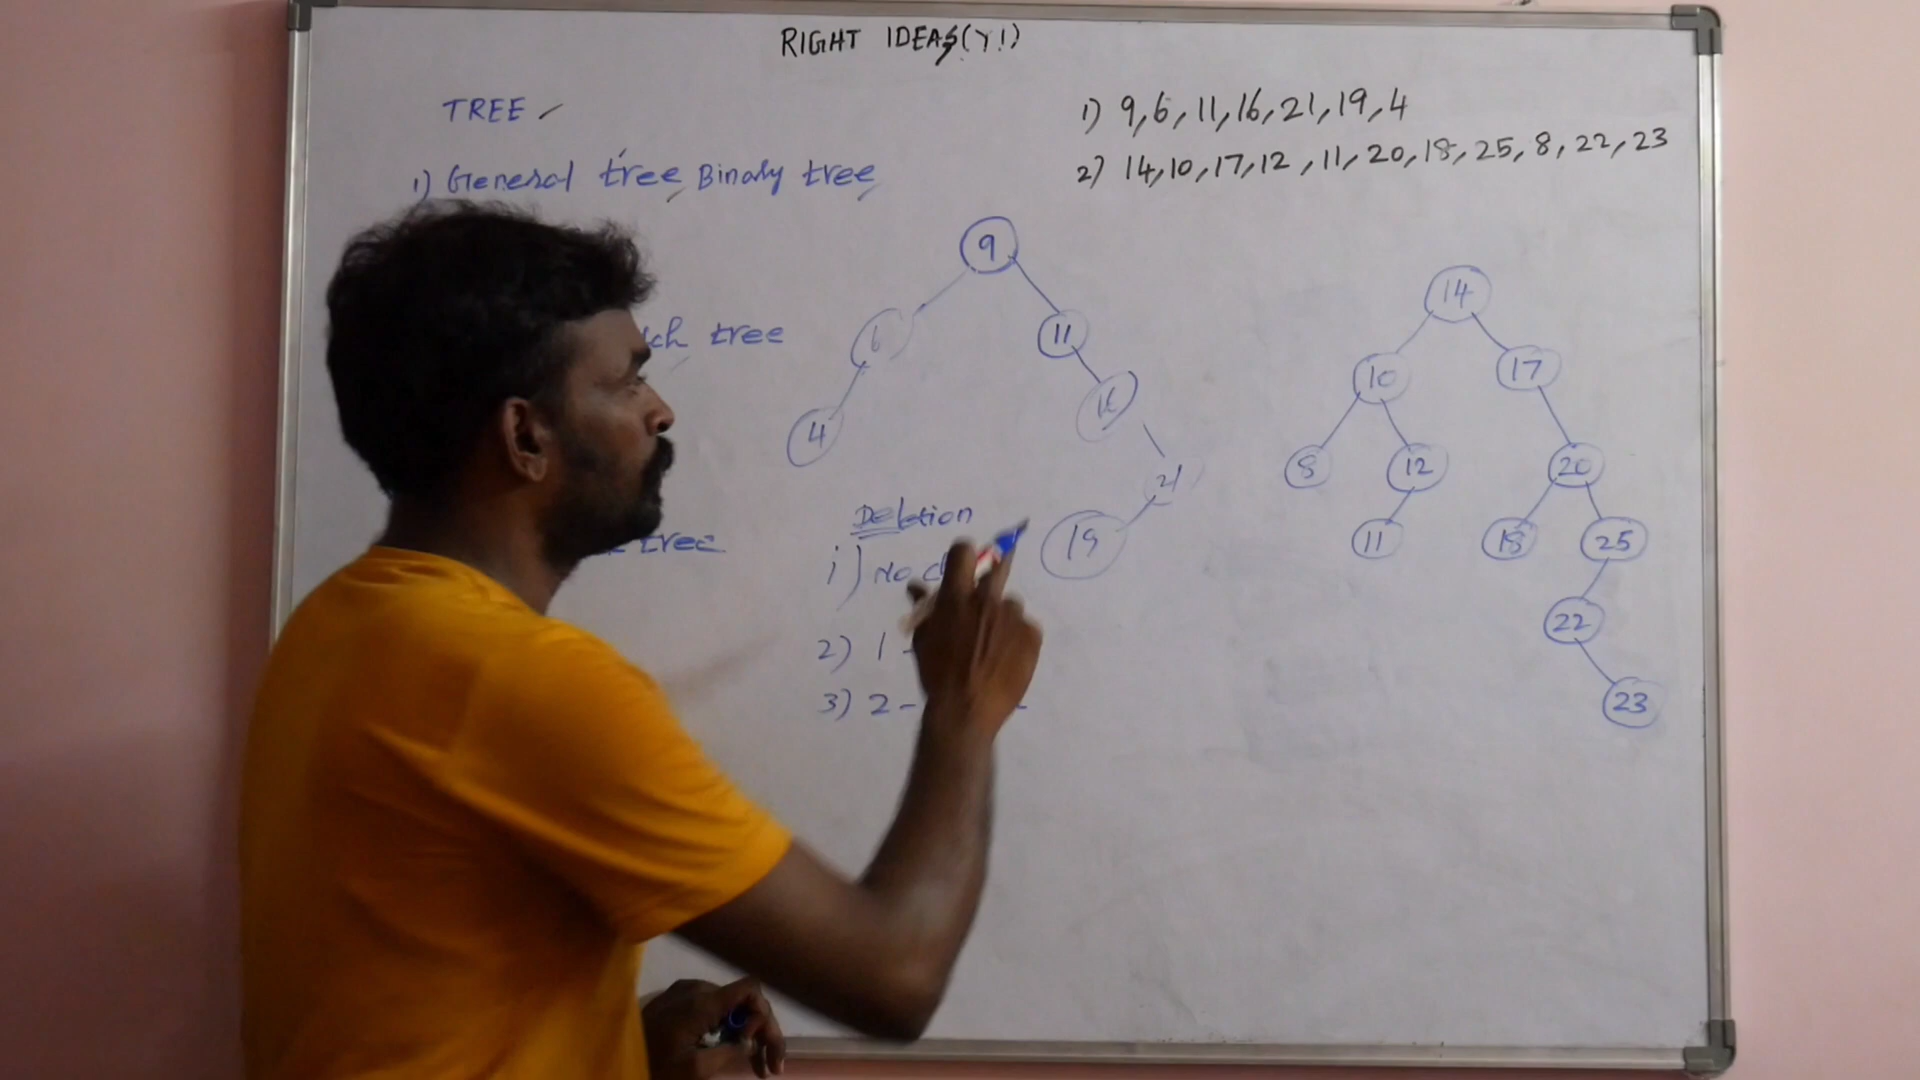 RIGHT IDEAS(Y!)
TREE
1) General tree, Binary tree,
tree
tree
1) 9,6,11,16,21,19,4
2) 14,10,17,12,11,20,18,25,8,22,23
9
6
11
4
16
21
19
14
10
17
8
12
20
11
18
25
22
23
Deletion
i) No
2) 1 -
3) 2 -